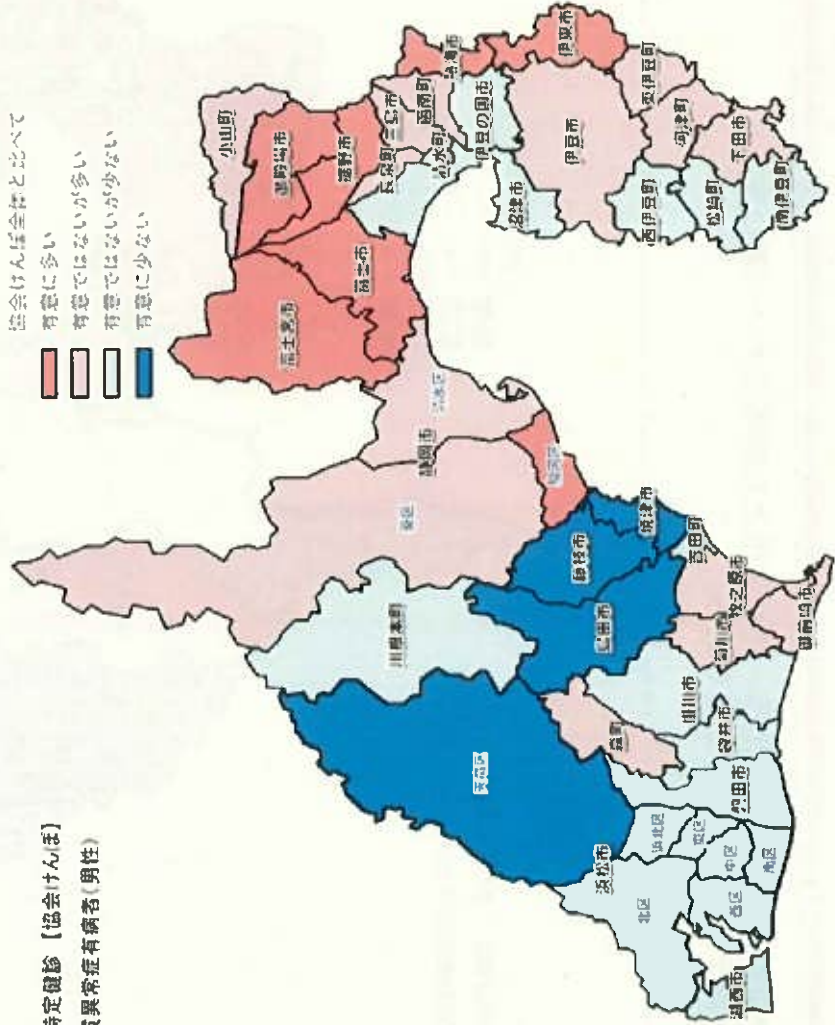 特定健診【協会けんぽ】
質異常症有病者(男性)
協会けんぽ全体と比べて
有意に多い
有意ではないが多い
有意ではないが少ない
有意に少ない
小山町
御殿場市
裾野市
富士宮市
富士市
長泉町
三島市
清水町
函南町
熱海市
沼津市
伊豆の国市
伊東市
伊豆市
東伊豆町
河津町
西伊豆町
松崎町
下田市
南伊豆町
静岡市
葵区
清水区
駿河区
川根本町
藤枝市
焼津市
島田市
吉田町
牧之原市
菊川市
御前崎市
掛川市
袋井市
森町
磐田市
天竜区
浜松市
浜北区
北区
東区
中区
西区
南区
湖西市